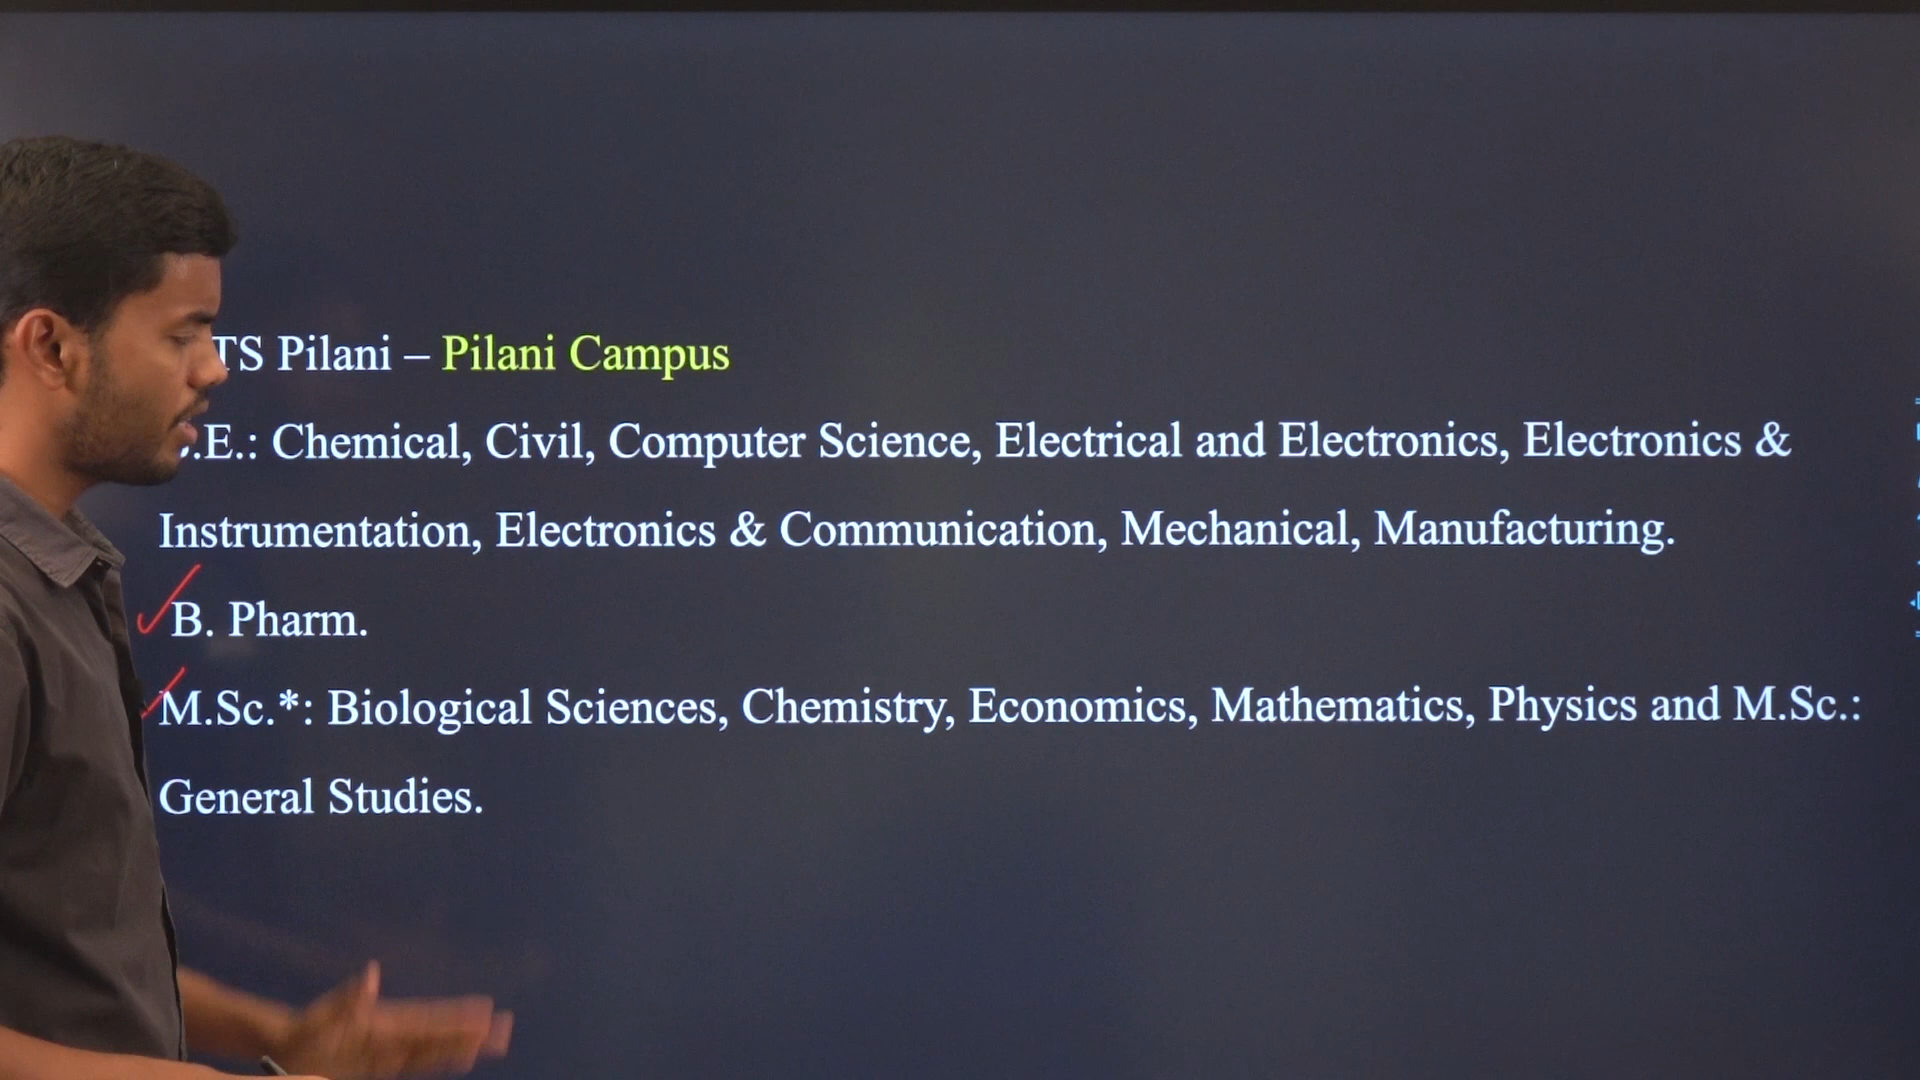 TS Pilani – Pilani Campus
.E.: Chemical, Civil, Computer Science, Electrical and Electronics, Electronics &
Instrumentation, Electronics & Communication, Mechanical, Manufacturing.
B. Pharm.
M.Sc.*: Biological Sciences, Chemistry, Economics, Mathematics, Physics and M.Sc.:
General Studies.